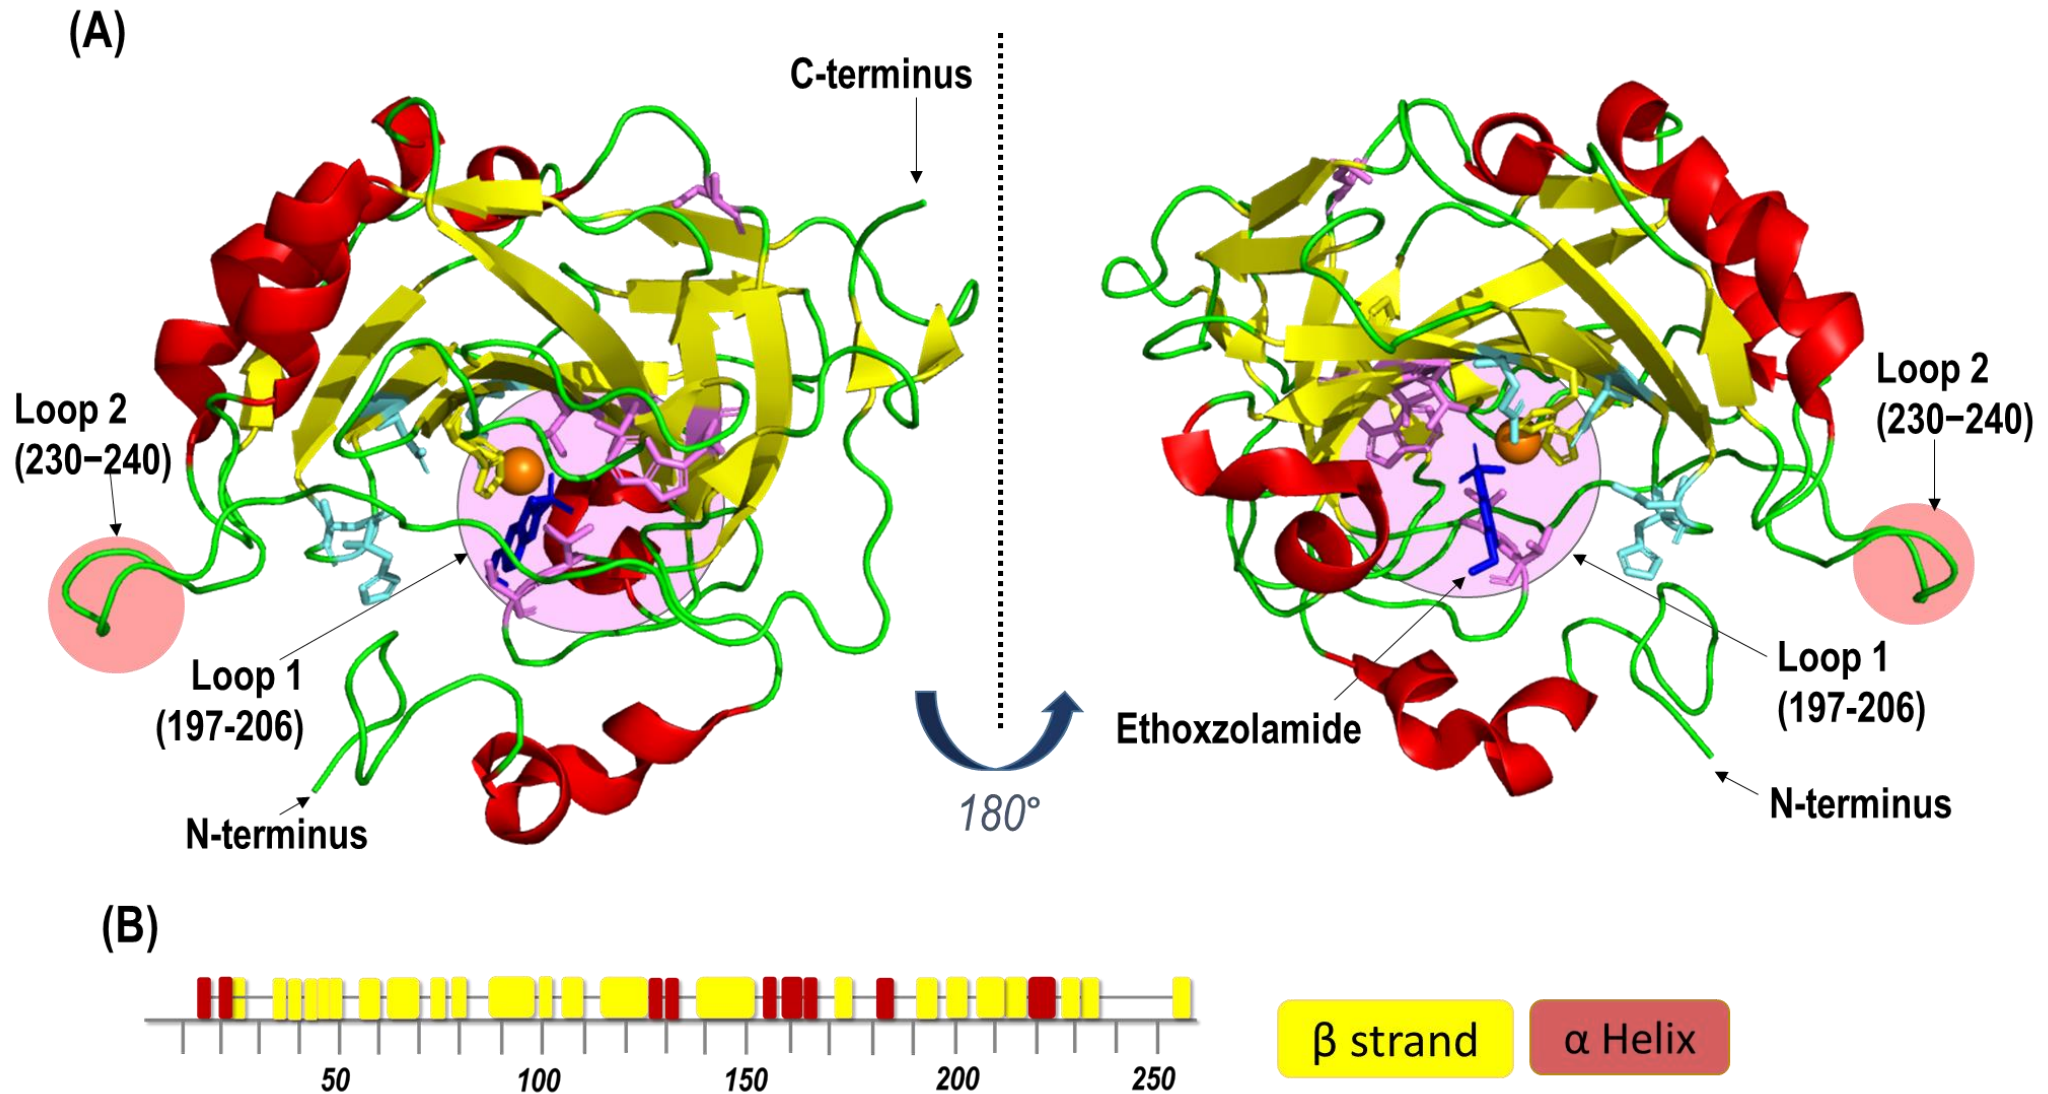 (A)
C-terminus
Loop 2
(230−240)
Loop 1
(197-206)
N-terminus
180°
Loop 2
(230−240)
Ethoxzolamide
Loop 1
(197-206)
N-terminus
(B)
50 100 150 200 250
β strand
α Helix